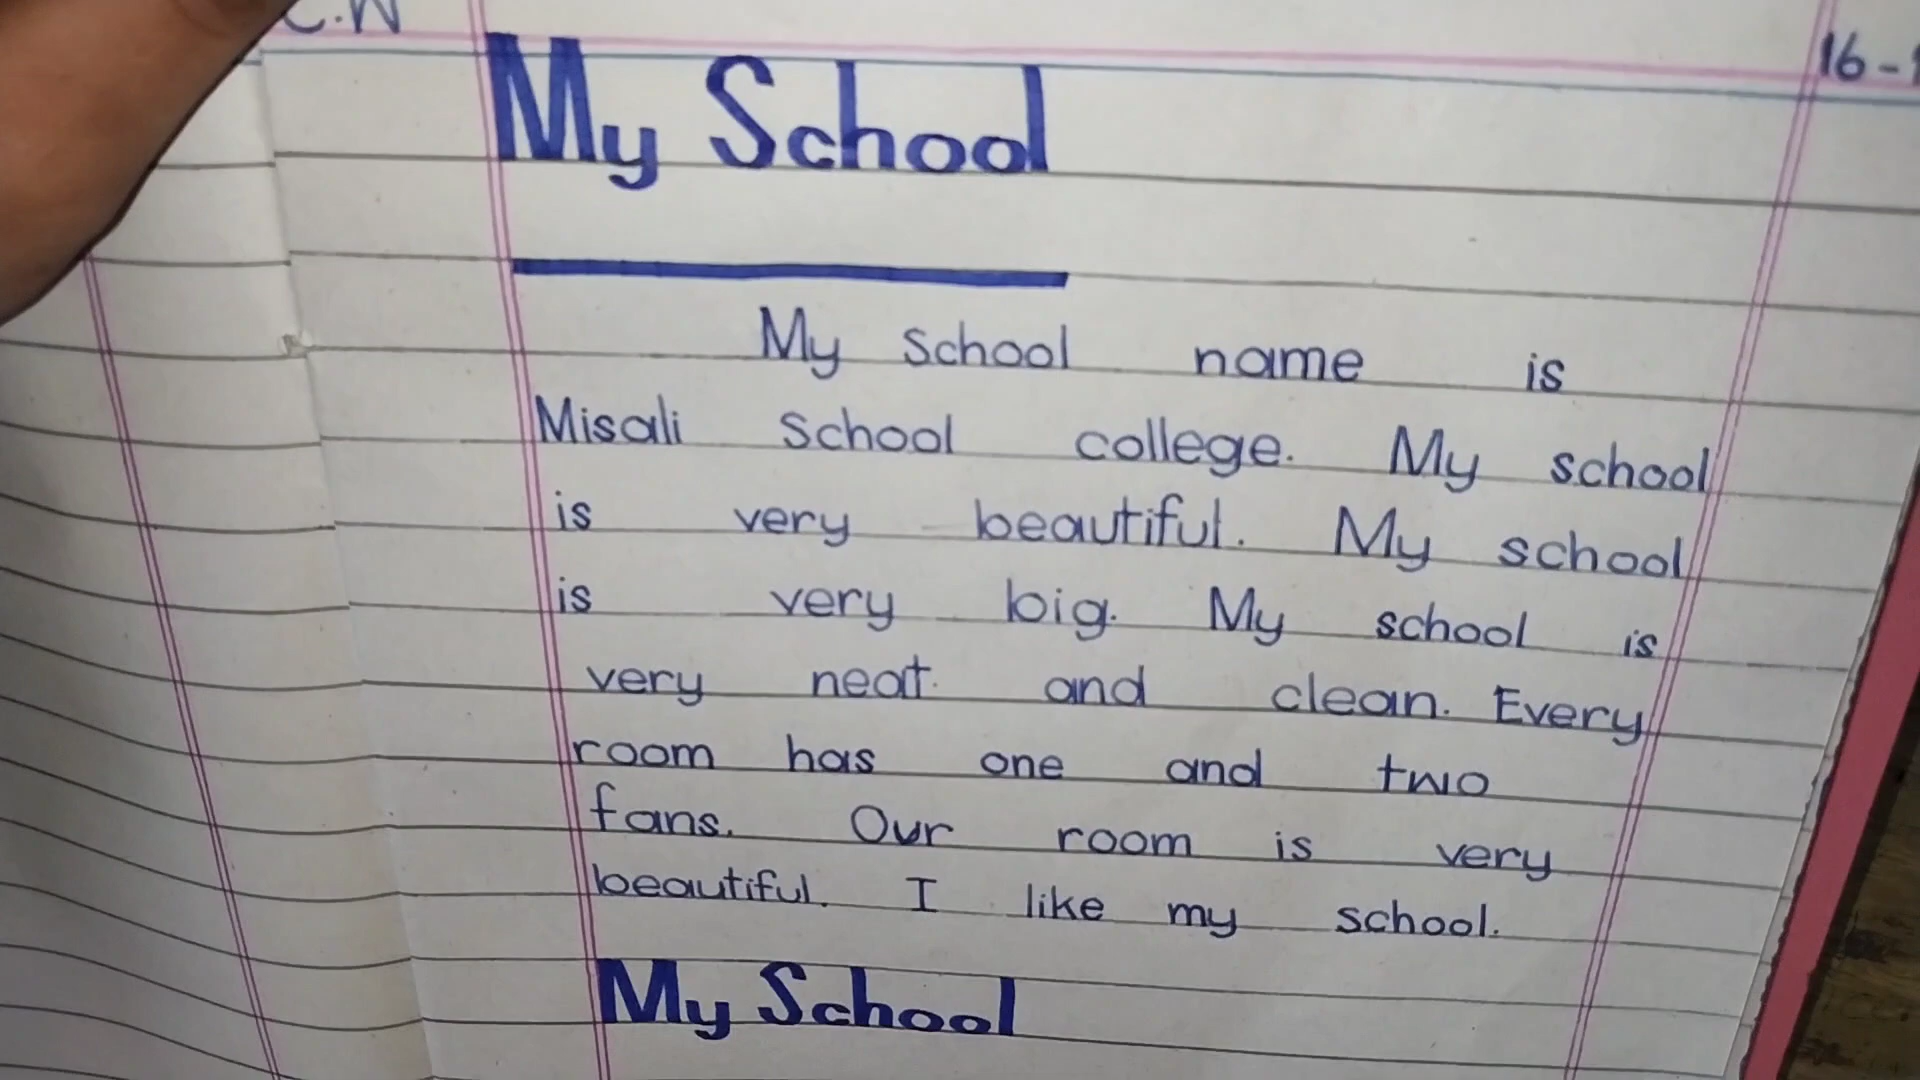 C.W
16-
My School
My school name is
Misali school college. My school
is very beautiful. My school
is very big. My school is
very neat and clean. Every
room has one and two
fans. Our room is very
beautiful. I like my school.
My School